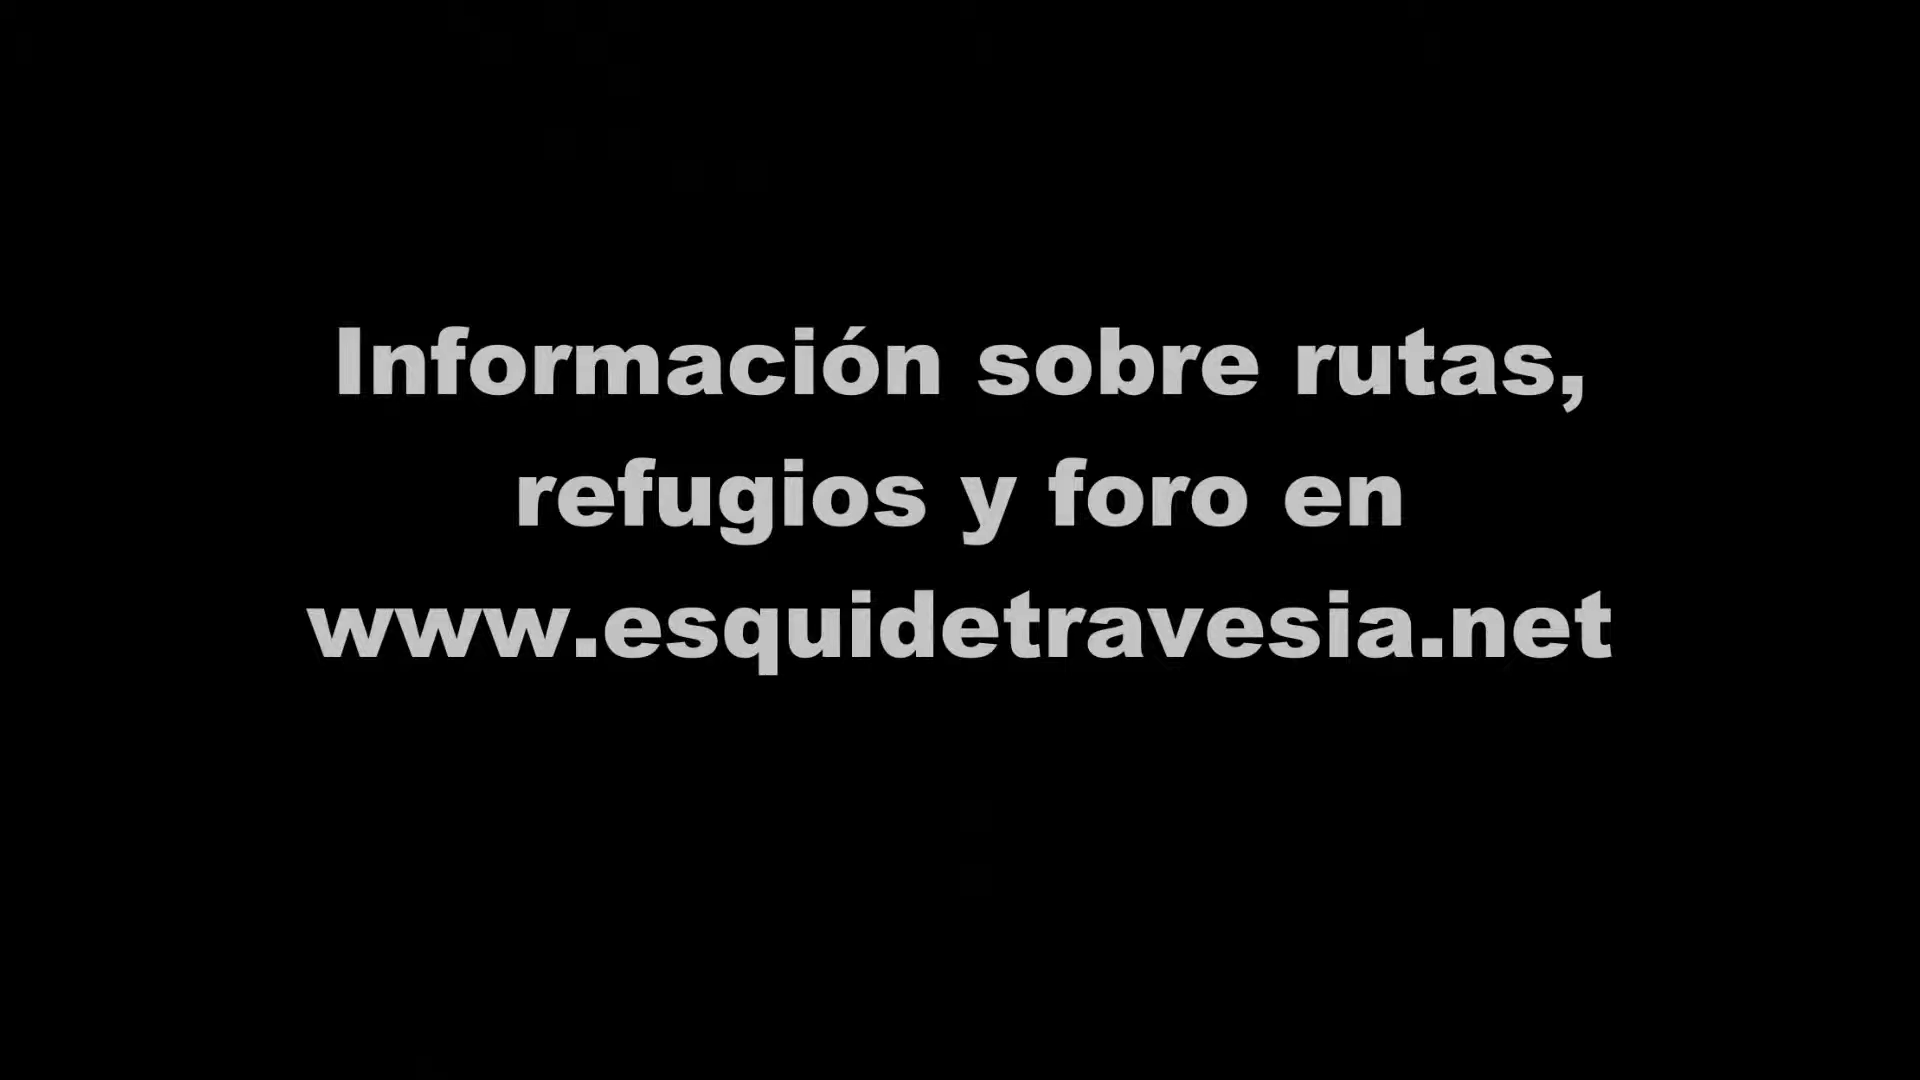 Información sobre rutas,
refugios y foro en
www.esquidetravesia.net